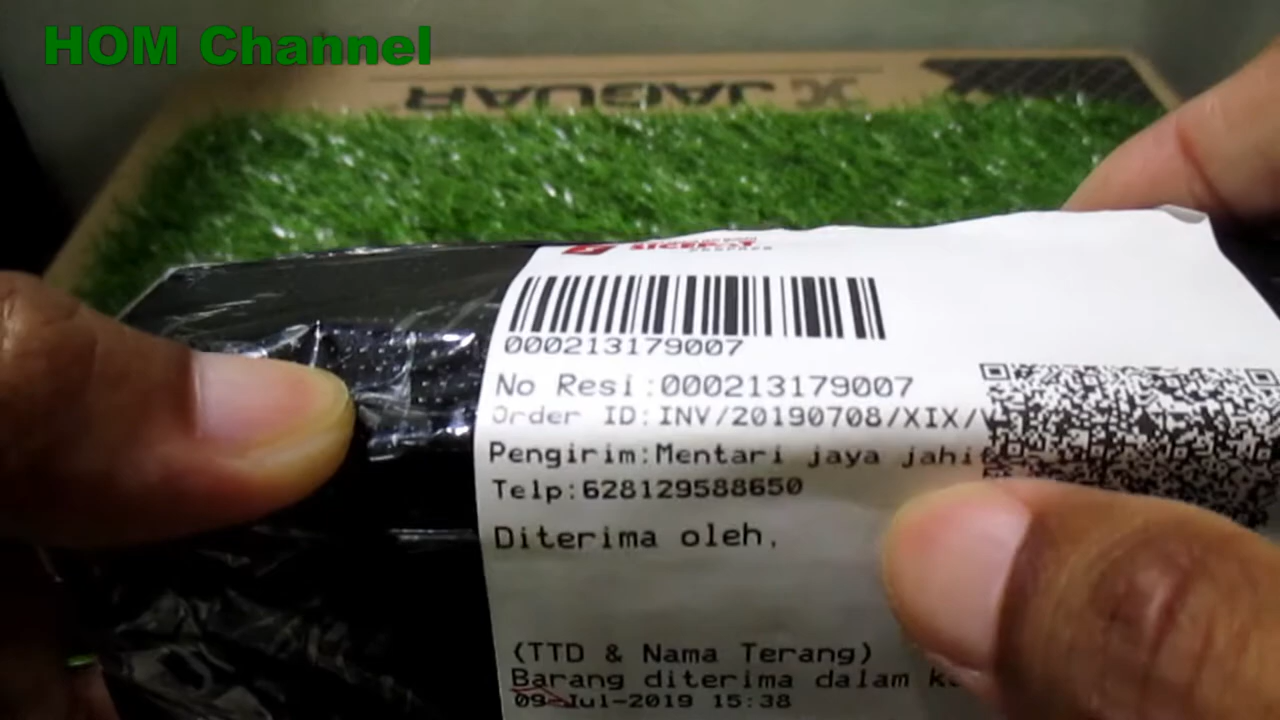 HOM Channel
JAGUAR
000213179007
No Resi:000213179007
Order ID:INV/20190708/XIX/
Pengirim:Mentari jaya
Telp:628129588650
Diterima oleh,
(TTD & Nama Terang)
Barang diterima dalam
09-Jul-2019 15:38